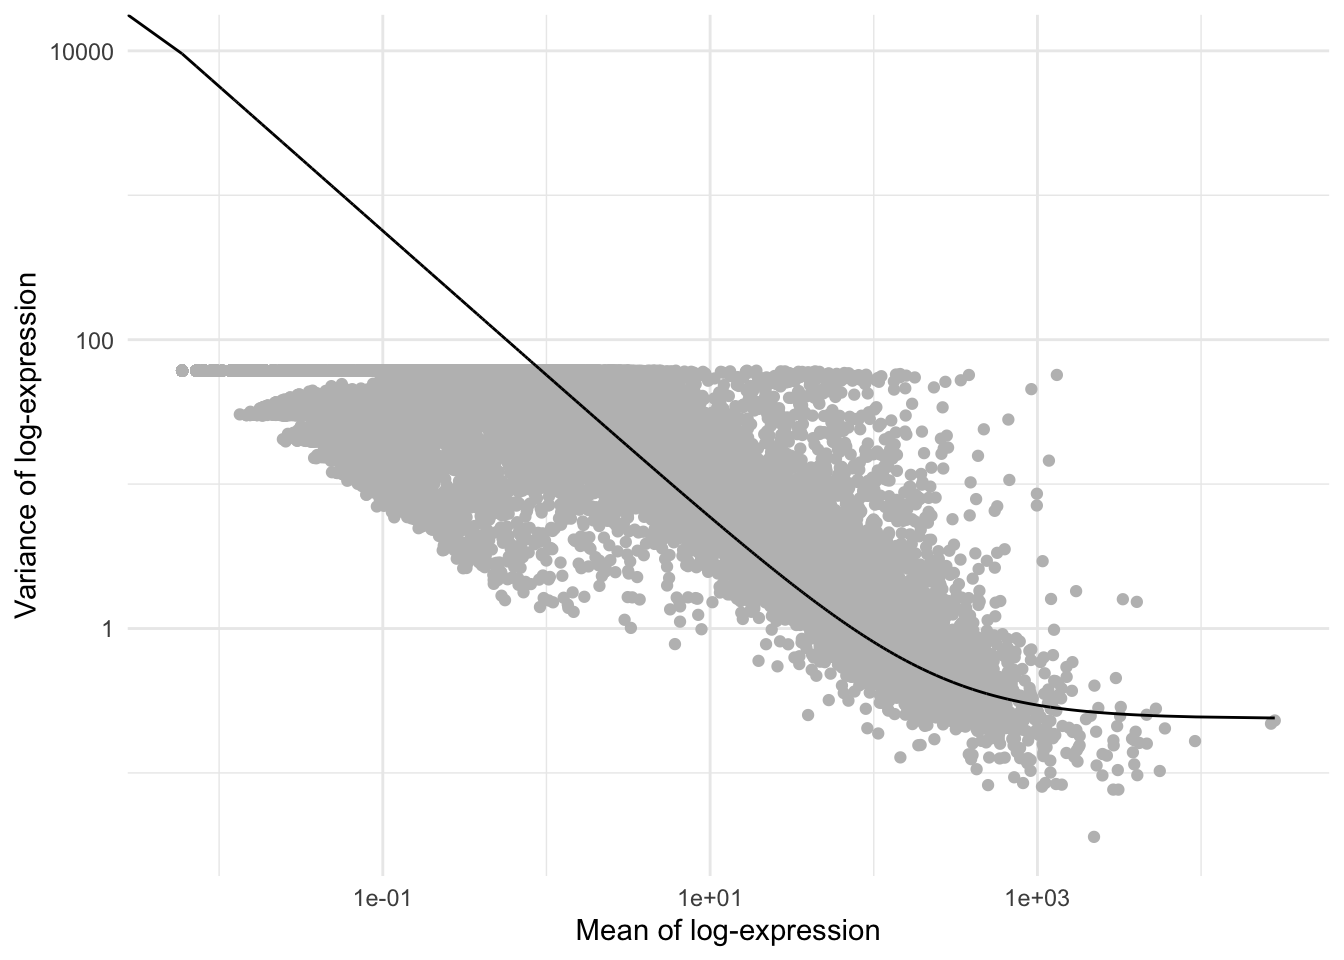 10000
100
1
Variance of log-expression
1e-01
1e+01
1e+03
Mean of log-expression